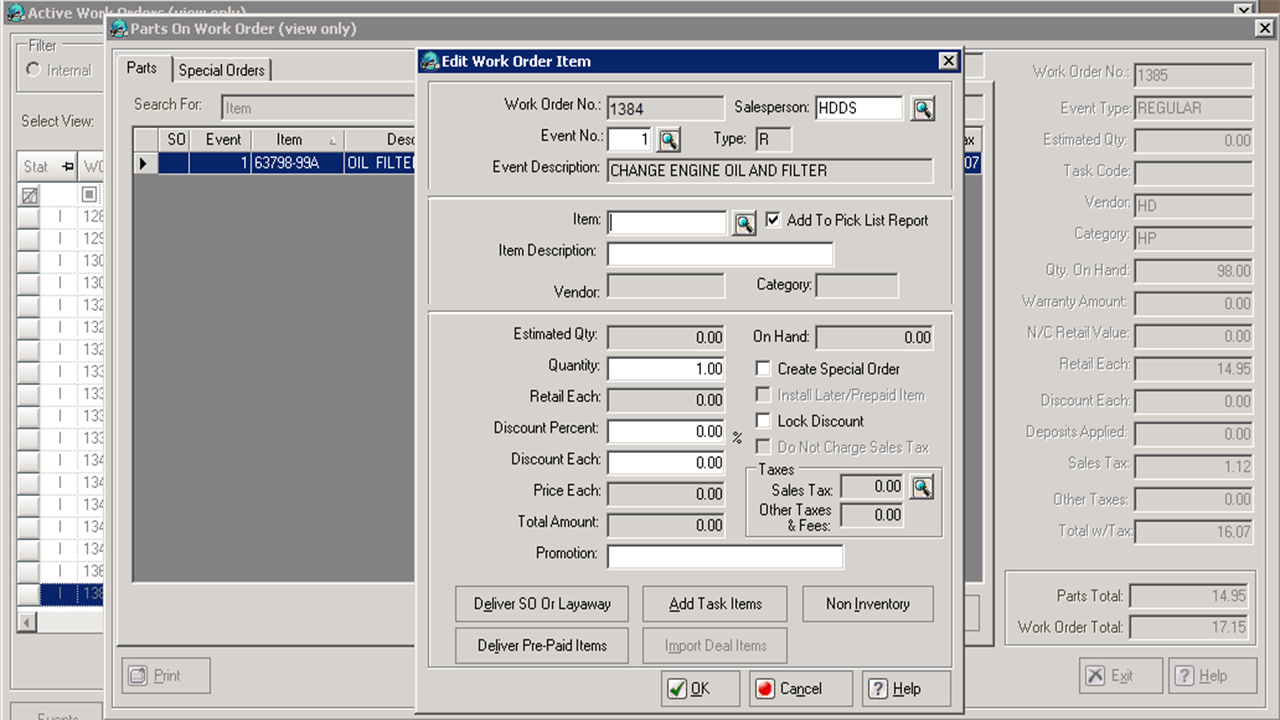 Active Work Orders (view only)
Parts On Work Order (view only)
Filter
Internal
Select View:
Stat WO
128
129
130
130
132
132
132
133
133
133
133
134
134
134
134
134
136
138
Events
Parts Special Orders
Search For: Item
SO Event Item Desc ax
1 63798-99A OIL FILTER 07
Print
Edit Work Order Item
Work Order No.: 1384 Salesperson: HDDS
Event No.: 1 Type: R
Event Description: CHANGE ENGINE OIL AND FILTER
Item: Add To Pick List Report
Item Description:
Vendor: Category:
Estimated Qty: 0.00 On Hand: 0.00
Quantity: 1.00 Create Special Order
Retail Each: 0.00 Install Later/Prepaid Item
Discount Percent: 0.00 % Lock Discount
Do Not Charge Sales Tax
Discount Each: 0.00
Taxes
Price Each: 0.00 Sales Tax: 0.00
Total Amount: 0.00 Other Taxes & Fees: 0.00
Promotion:
Deliver SO Or Layaway Add Task Items Non Inventory
Deliver Pre-Paid Items Import Deal Items
OK Cancel Help
Work Order No.: 1385
Event Type: REGULAR
Estimated Qty: 0.00
Task Code:
Vendor: HD
Category: HP
Qty. On Hand: 98.00
Warranty Amount: 0.00
N/C Retail Value: 0.00
Retail Each: 14.95
Discount Each: 0.00
Deposits Applied: 0.00
Sales Tax: 1.12
Other Taxes: 0.00
Total w/Tax: 16.07
Parts Total: 14.95
Work Order Total: 17.15
Exit Help